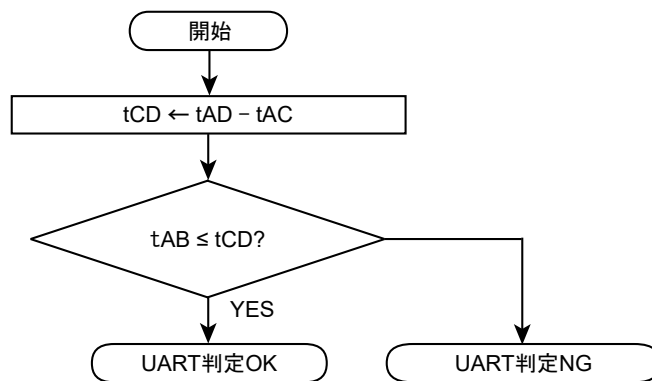 開始
tCD ← tAD − tAC
tAB ≤ tCD?
YES
UART判定OK
UART判定NG